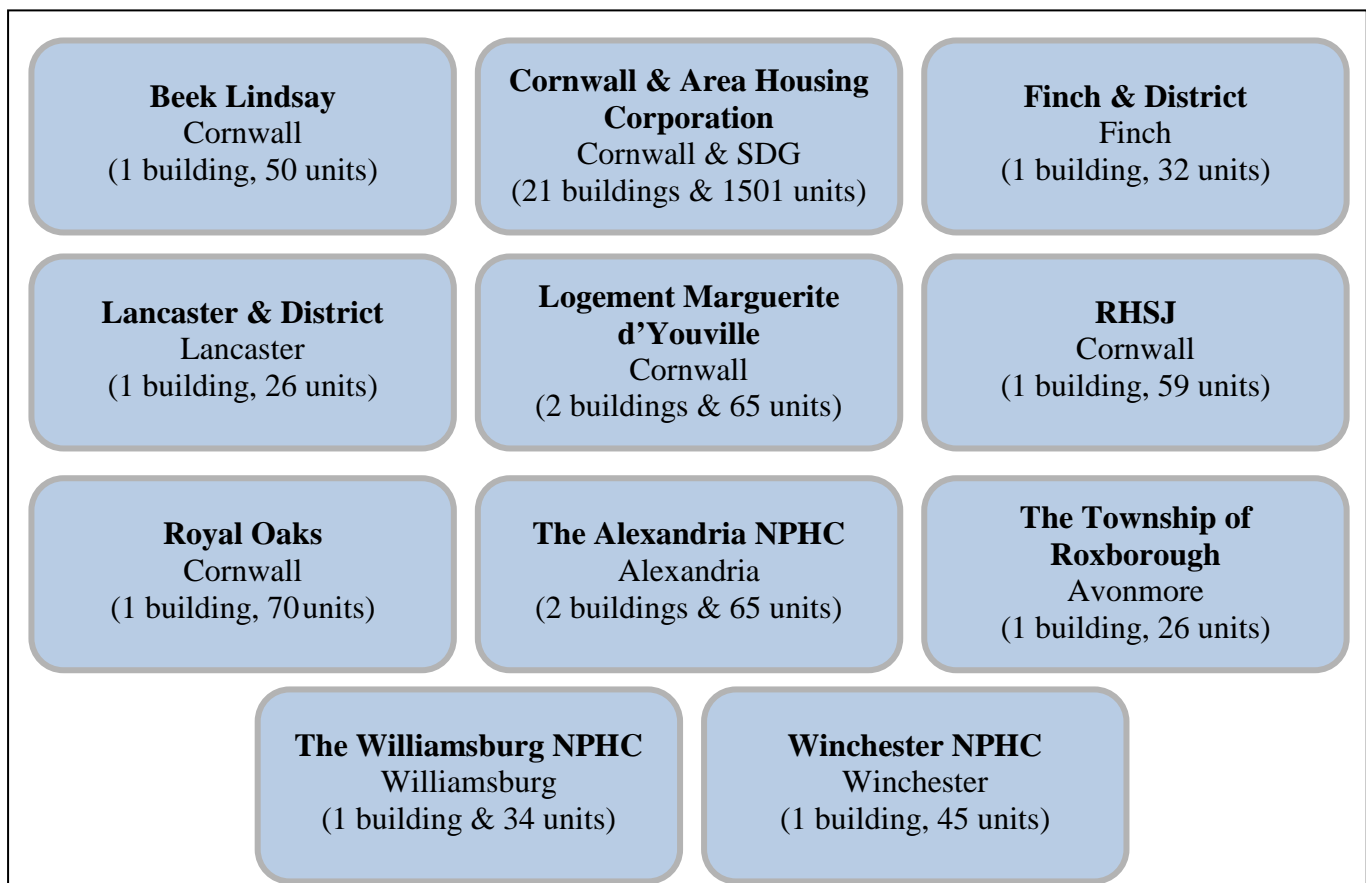 Beek Lindsay
Cornwall
(1 building, 50 units)
Cornwall & Area Housing
Corporation
Cornwall & SDG
(21 buildings & 1501 units)
Finch & District
Finch
(1 building, 32 units)
Lancaster & District
Lancaster
(1 building, 26 units)
Logement Marguerite
d’Youville
Cornwall
(2 buildings & 65 units)
RHSJ
Cornwall
(1 building, 59 units)
Royal Oaks
Cornwall
(1 building, 70 units)
The Alexandria NPHC
Alexandria
(2 buildings & 65 units)
The Township of
Roxborough
Avonmore
(1 building, 26 units)
The Williamsburg NPHC
Williamsburg
(1 building & 34 units)
Winchester NPHC
Winchester
(1 building, 45 units)